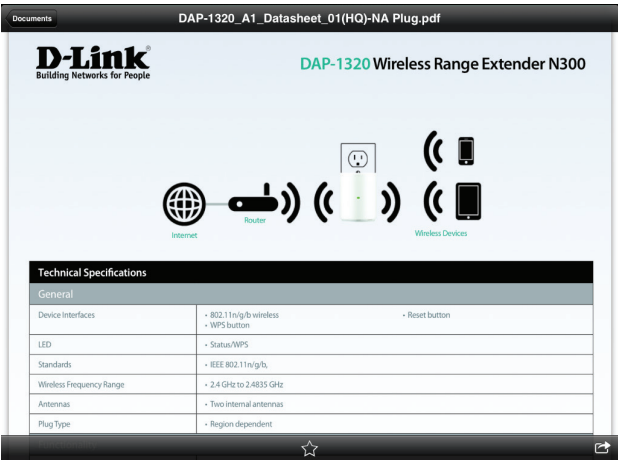 Documents
DAP-1320_A1_Datasheet_01(HQ)-NA Plug.pdf
D-Link®
Building Networks for People
DAP-1320 Wireless Range Extender N300
Internet
Router
Wireless Devices
Technical Specifications
General
Device Interfaces
• 802.11n/g/b wireless
• WPS button
• Reset button
LED
• Status/WPS
Standards
• IEEE 802.11n/g/b,
Wireless Frequency Range
• 2.4 GHz to 2.4835 GHz
Antennas
• Two internal antennas
Plug Type
• Region dependent